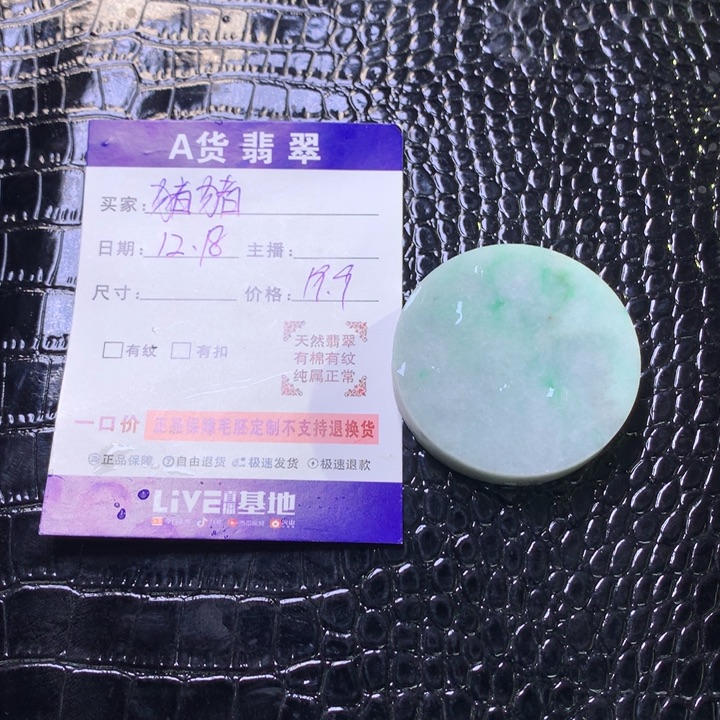 A货翡翠
买家: 猪猪
日期: 12.18 主播:
尺寸: 价格: 19.9
有纹 有扣
天然翡翠
有棉有纹
纯属正常
一口价 正品保障毛胚定制不支持退换货
正品保障 自由退货 极速发货 极速退款
LiVE直播基地